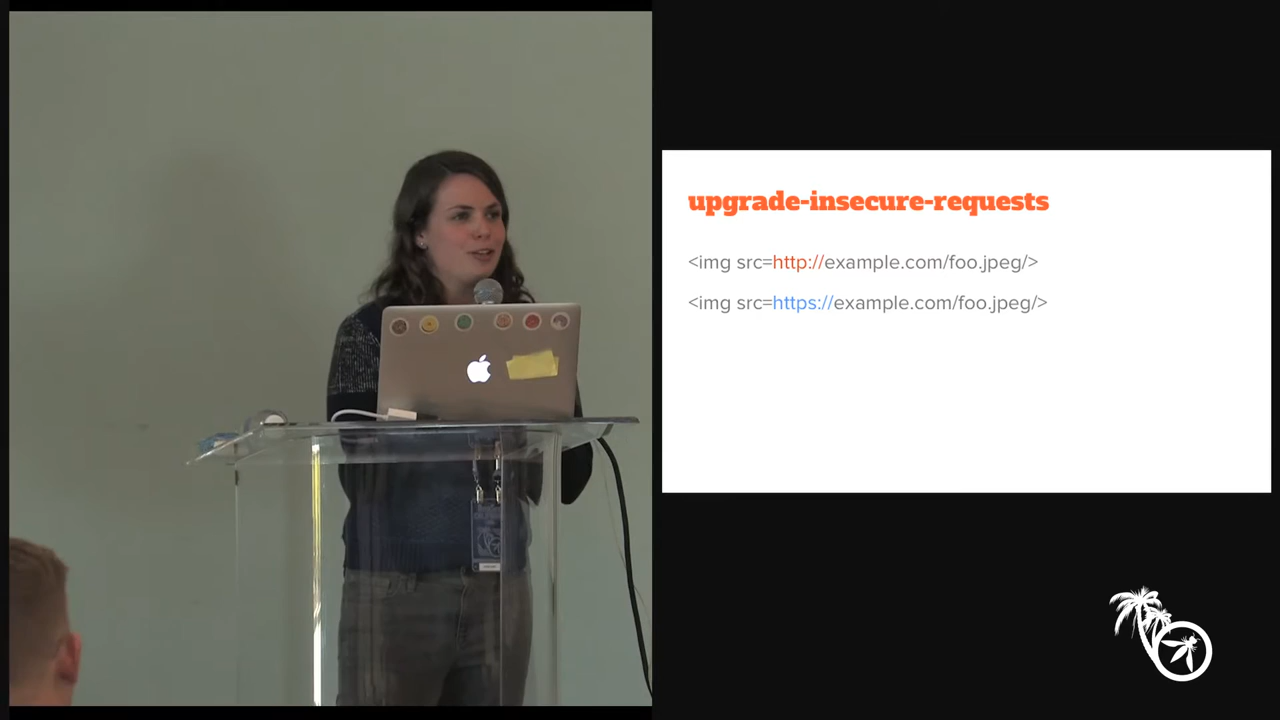 upgrade-insecure-requests
<img src=http://example.com/foo.jpeg/>
<img src=https://example.com/foo.jpeg/>